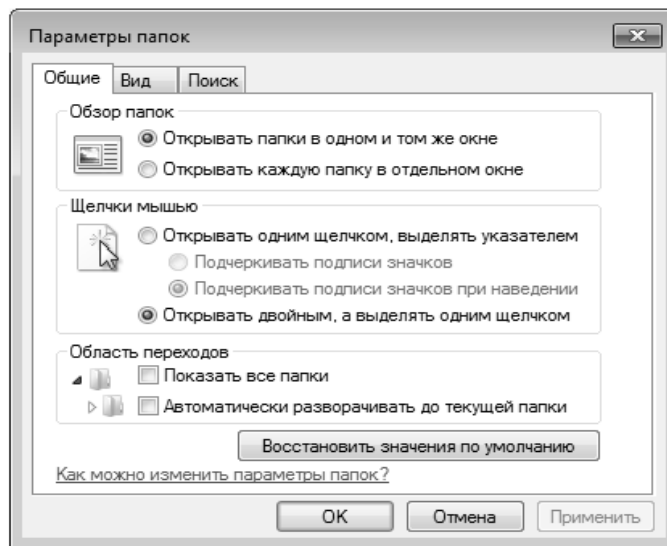 Параметры папок
Общие Вид Поиск
Обзор папок
Открывать папки в одном и том же окне
Открывать каждую папку в отдельном окне
Щелчки мышью
Открывать одним щелчком, выделять указателем
Подчеркивать подписи значков
Подчеркивать подписи значков при наведении
Открывать двойным, а выделять одним щелчком
Область переходов
Показать все папки
Автоматически разворачивать до текущей папки
Восстановить значения по умолчанию
Как можно изменить параметры папок?
OK Отмена Применить